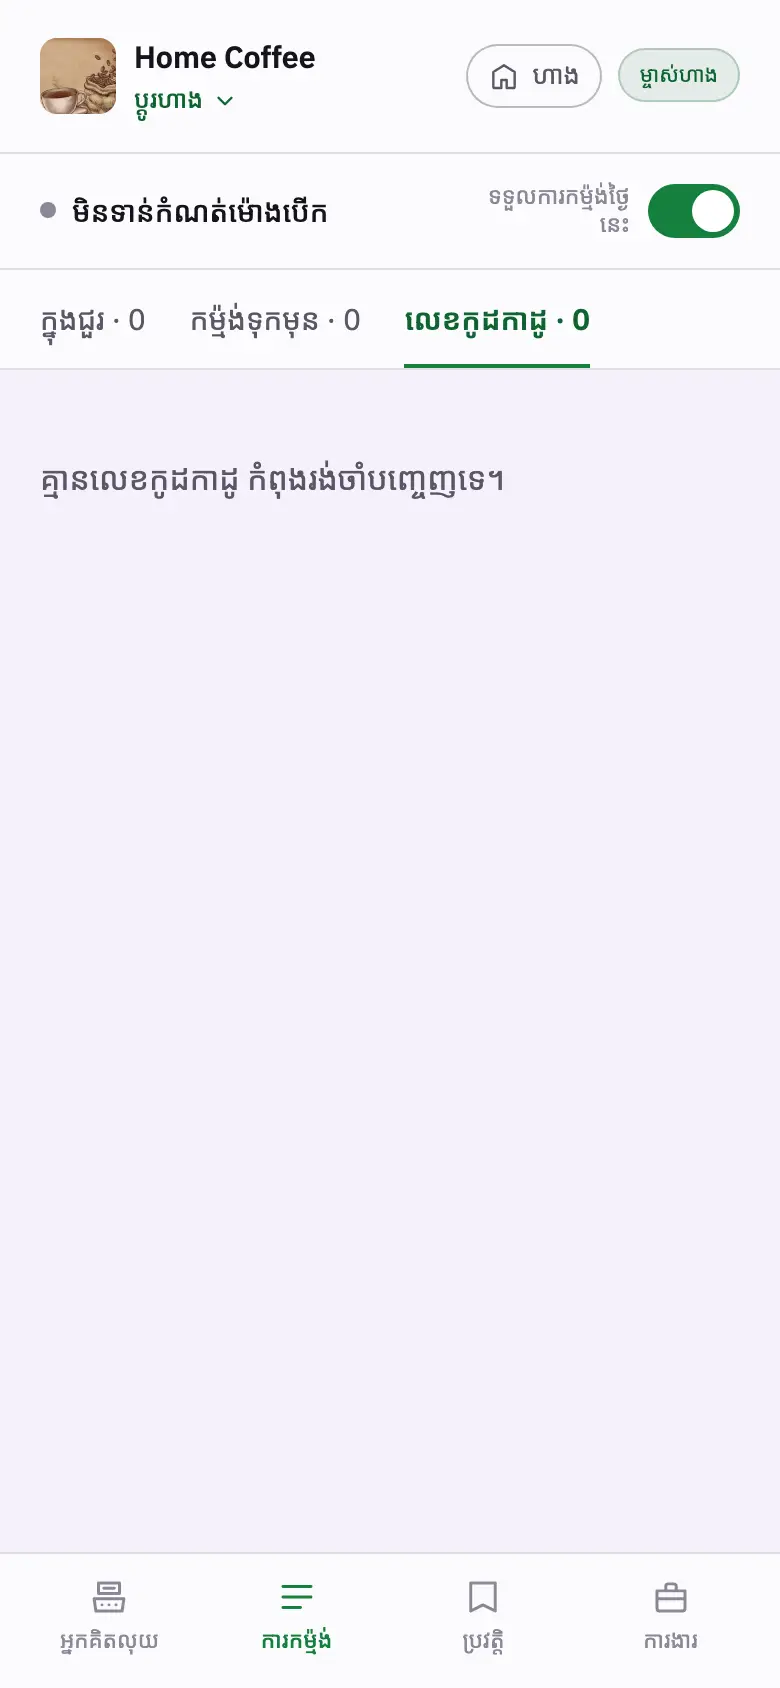 Home Coffee
ប្តូរហាង
ហាង
ម្ចាស់ហាង
មិនទាន់កំណត់ម៉ោងបើក
ទទួលការកម្ម៉ង់ថ្ងៃ
នេះ
ក្នុងជួរ · 0
កម្ម៉ង់ទុកមុន · 0
លេខកូដកាដូ · 0
គ្មានលេខកូដកាដូ កំពុងរង់ចាំបញ្ចេញទេ។
អ្នកគិតលុយ
ការកម្ម៉ង់
ប្រវត្តិ
ការងារ